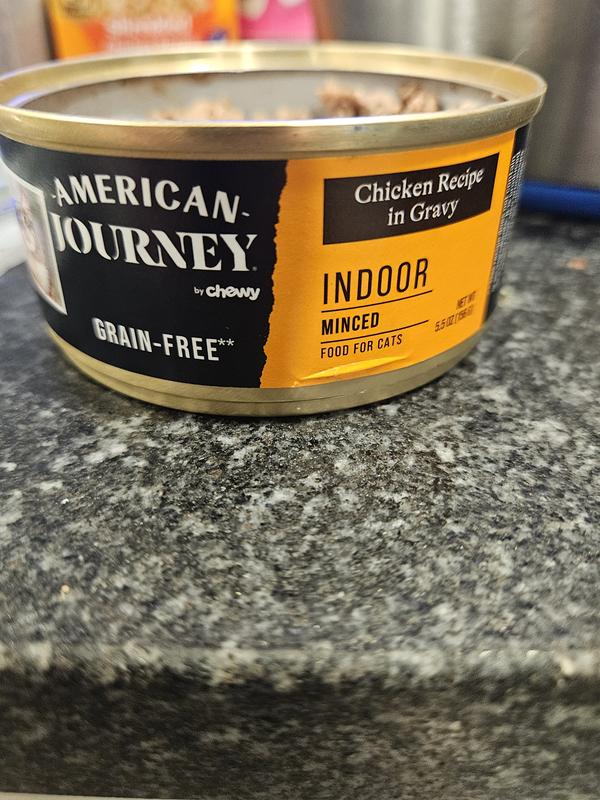 AMERICAN
JOURNEY
by chewy
GRAIN-FREE**
Chicken Recipe
in Gravy
INDOOR
MINCED
FOOD FOR CATS
NET WT
5.5 OZ (156 G)